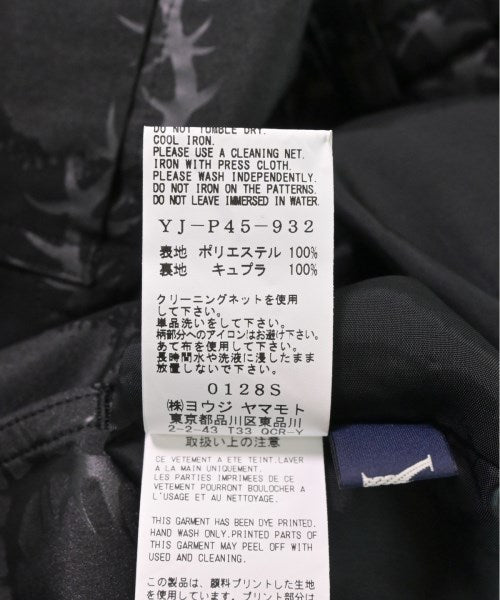 DO NOT TUMBLE DRY.
COOL IRON.
PLEASE USE A CLEANING NET.
IRON WITH PRESS CLOTH.
PLEASE WASH INDEPENDENTLY.
DO NOT IRON ON THE PATTERNS.
DO NOT LEAVE IMMERSED IN WATER.
YJ-P45-932
表地 ポリエステル 100%
裏地 キュプラ 100%
クリーニングネットを使用
して下さい。
単品洗いをして下さい。
柄部分へのアイロンはお避け下さい。
あて布を使用して下さい。
長時間水や洗液に浸したまま
放置しないで下さい。
0128S
㈱ヨウジ ヤマモト
東京都品川区東品川
2-2-43 T33 QCR-Y
取扱い上の注意
CE VETEMENT A ETE TEINT.LAVER
A LA MAIN UNIQUEMENT.
LES PARTIES IMPRIMEES DE CE
VETEMENT POURRONT BOULOCHER A
L'USAGE ET AU NETTOYAGE.
THIS GARMENT HAS BEEN DYE PRINTED.
HAND WASH ONLY.PRINTED PARTS OF
THIS GARMENT MAY PEEL OFF WITH
USED AND CLEANING.
この製品は、顔料プリントした生地
を使用しています。プリント部分は